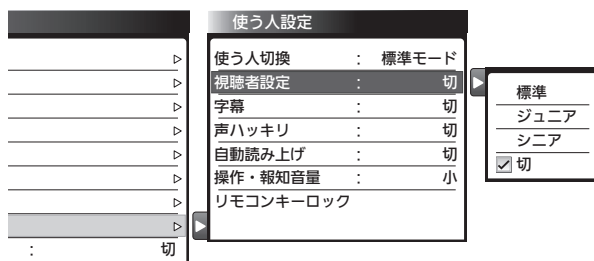 使う人設定
使う人切換 : 標準モード
視聴者設定 : 切
字幕 : 切
声ハッキリ : 切
自動読み上げ : 切
操作・報知音量 : 小
リモコンキーロック
標準
ジュニア
シニア
切
: 切